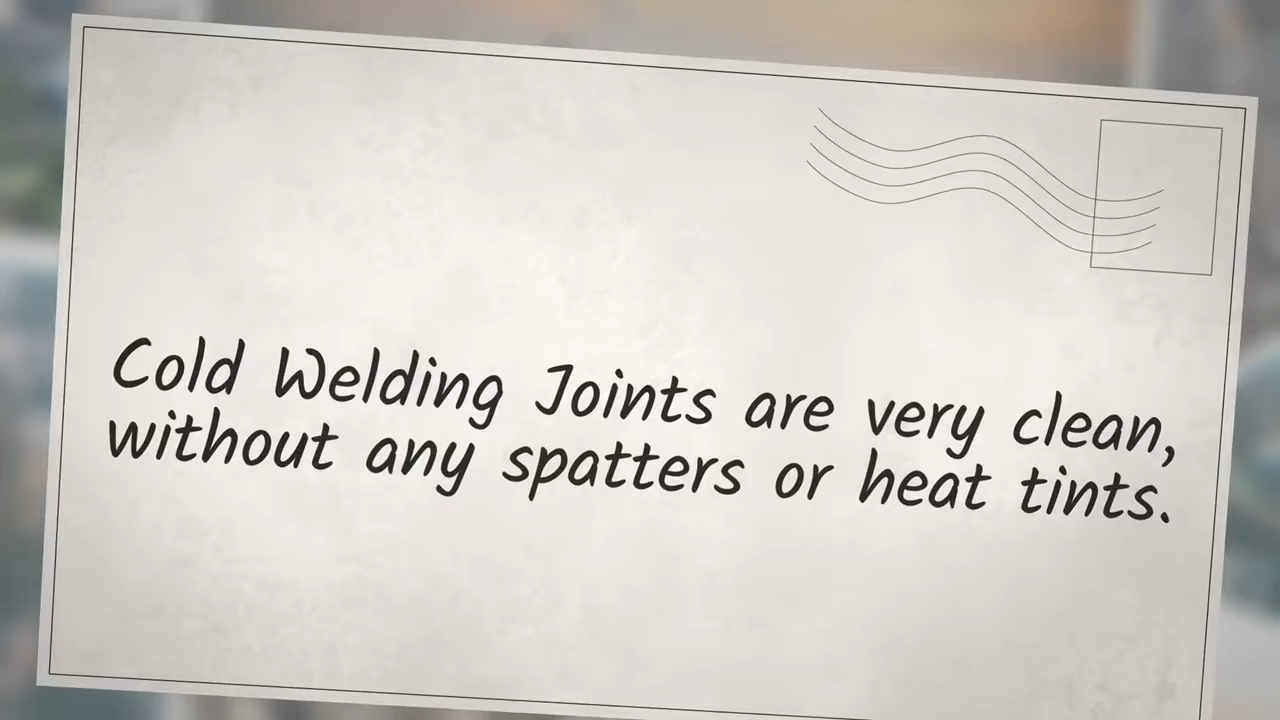 Cold Welding Joints are very clean,
without any spatters or heat tints.